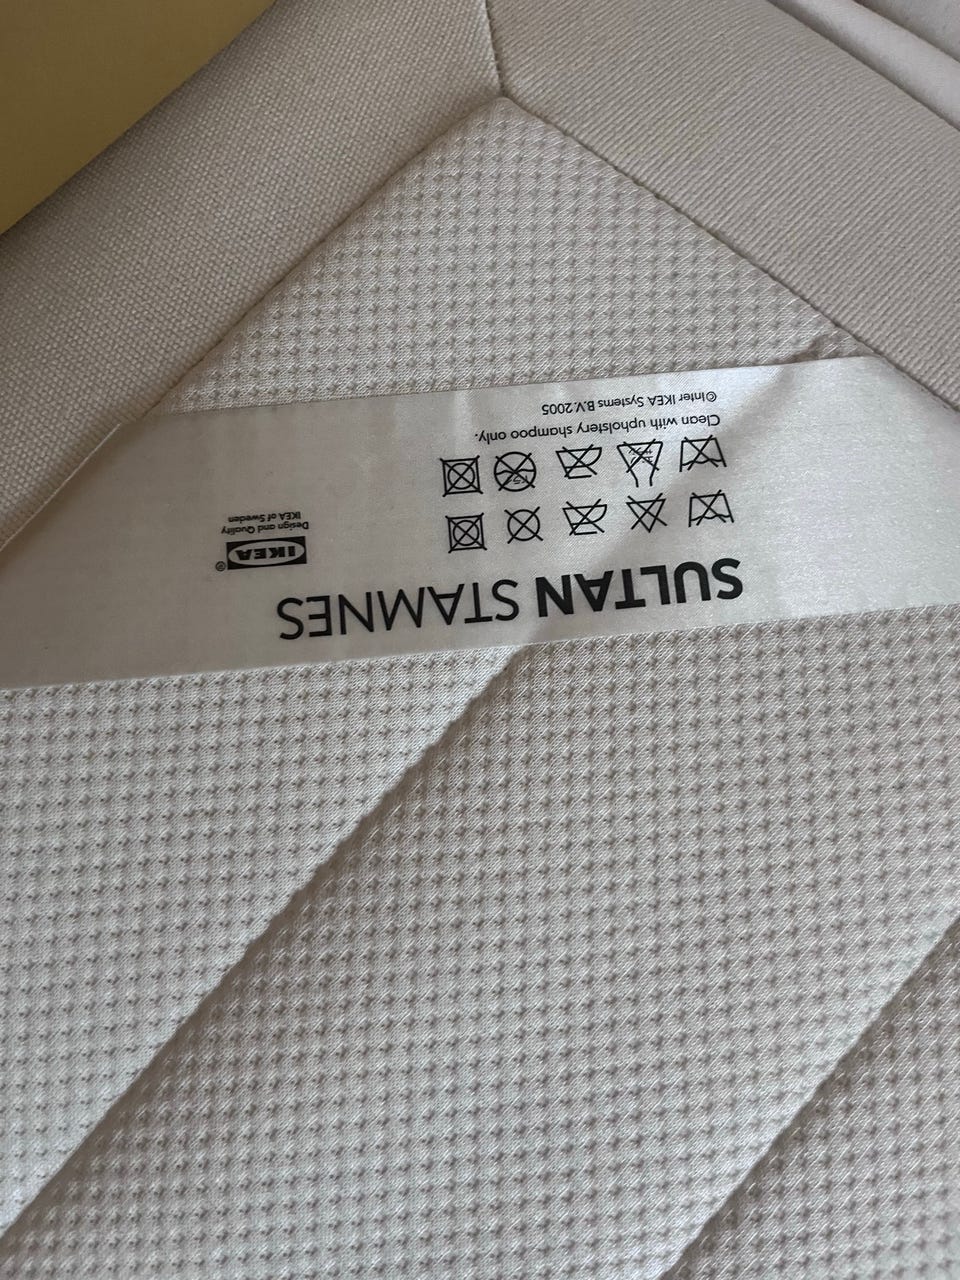 SULTAN STAMNES
IKEA®
Design and Quality
IKEA of Sweden
Clean with upholstery shampoo only.
©Inter IKEA Systems B.V. 2005